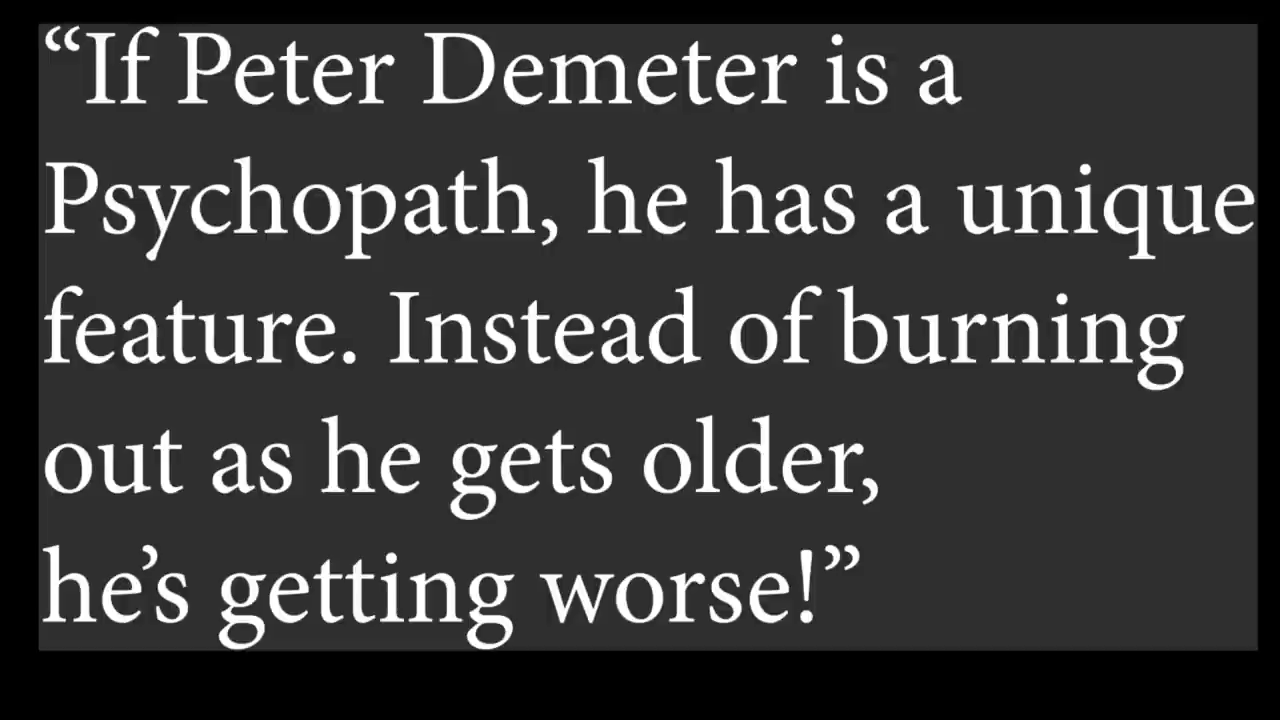 “If Peter Demeter is a
Psychopath, he has a unique
feature. Instead of burning
out as he gets older,
he’s getting worse!”